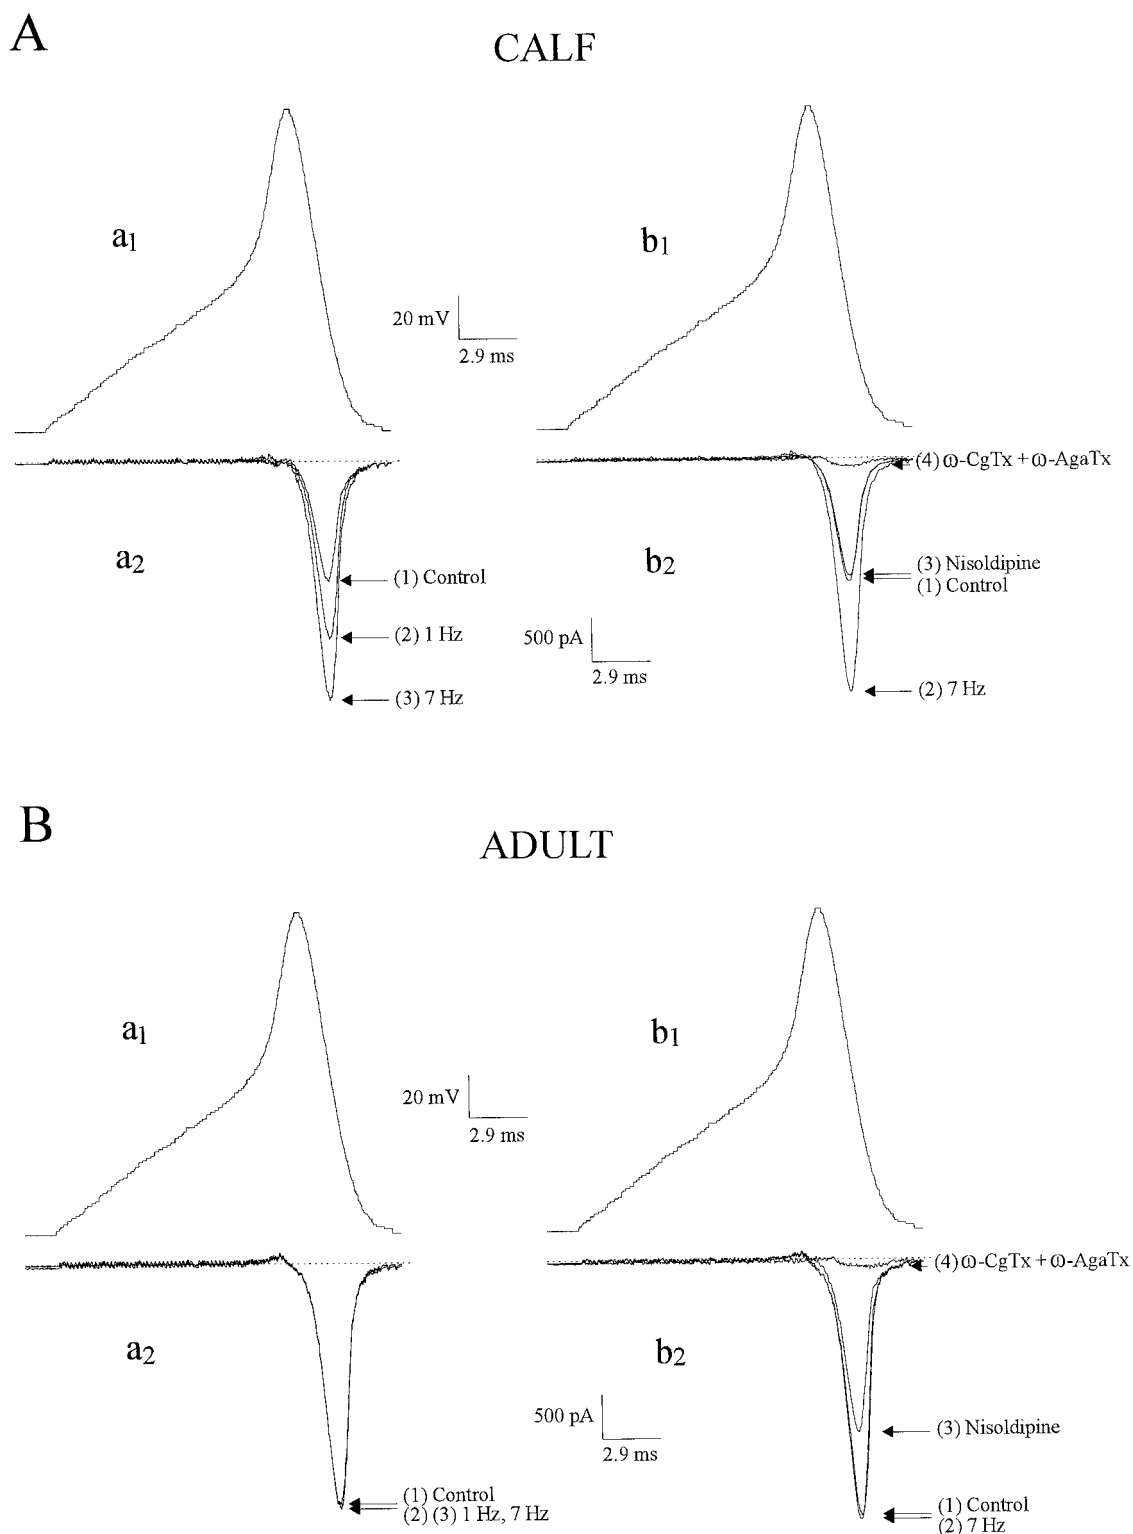 A
CALF
a1
b1
20 mV
2.9 ms
(4) ω-CgTx + ω-AgaTx
a2
b2
(1) Control
(2) 1 Hz
(3) 7 Hz
(3) Nisoldipine
(1) Control
(2) 7 Hz
500 pA
2.9 ms
B
ADULT
a1
b1
20 mV
2.9 ms
(4) ω-CgTx + ω-AgaTx
a2
b2
500 pA
2.9 ms
(3) Nisoldipine
(1) Control
(2) (3) 1 Hz, 7 Hz
(1) Control
(2) 7 Hz